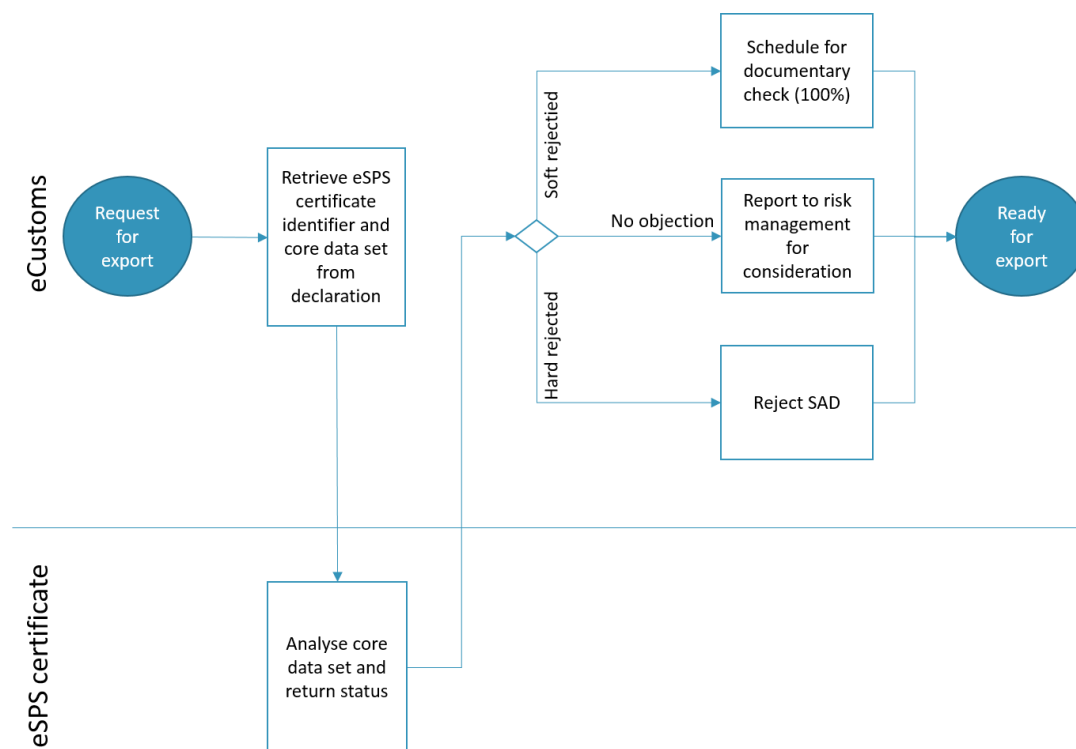 eCustoms
Request
for
export
Retrieve eSPS
certificate
identifier and
core data set
from
declaration
Soft rejectied
No objection
Hard rejected
Schedule for
documentary
check (100%)
Report to risk
management
for
consideration
Reject SAD
Ready
for
export
eSPS certificate
Analyse core
data set and
return status